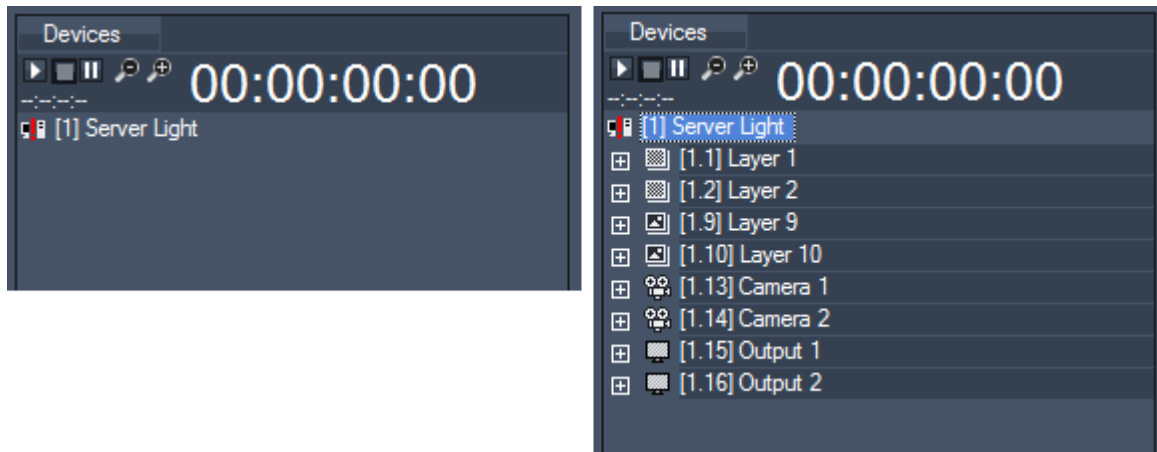 Devices
00:00:00:00
--:--:--:--
[1] Server Light
Devices
00:00:00:00
--:--:--:--
[1] Server Light
[1.1] Layer 1
[1.2] Layer 2
[1.9] Layer 9
[1.10] Layer 10
[1.13] Camera 1
[1.14] Camera 2
[1.15] Output 1
[1.16] Output 2